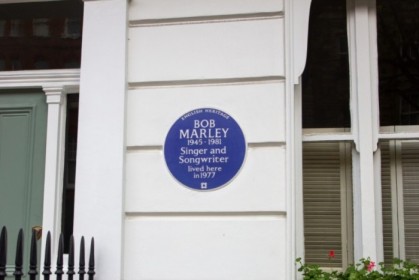 ENGLISH HERITAGE
BOB
MARLEY
1945-1981
Singer and
Songwriter
lived here
in 1977